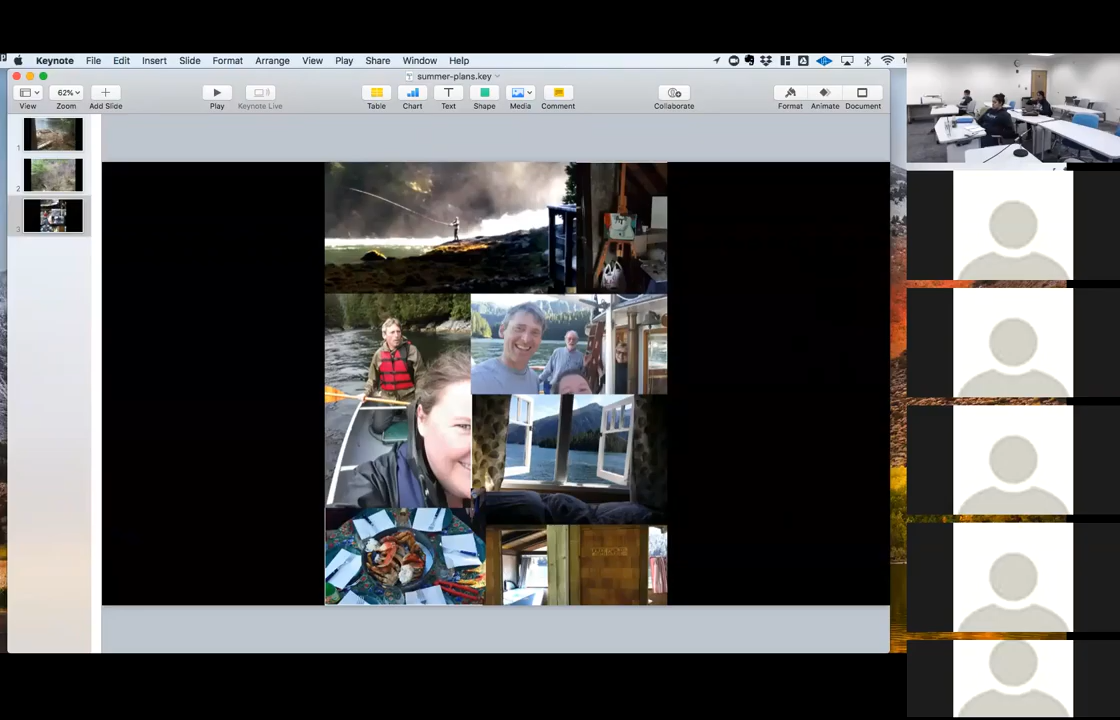 Keynote File Edit Insert Slide Format Arrange View Play Share Window Help
summer-plans.key
62%
View Zoom Add Slide Play Keynote Live Table Chart Text Shape Media Comment Collaborate Format Animate Document
1
2
3